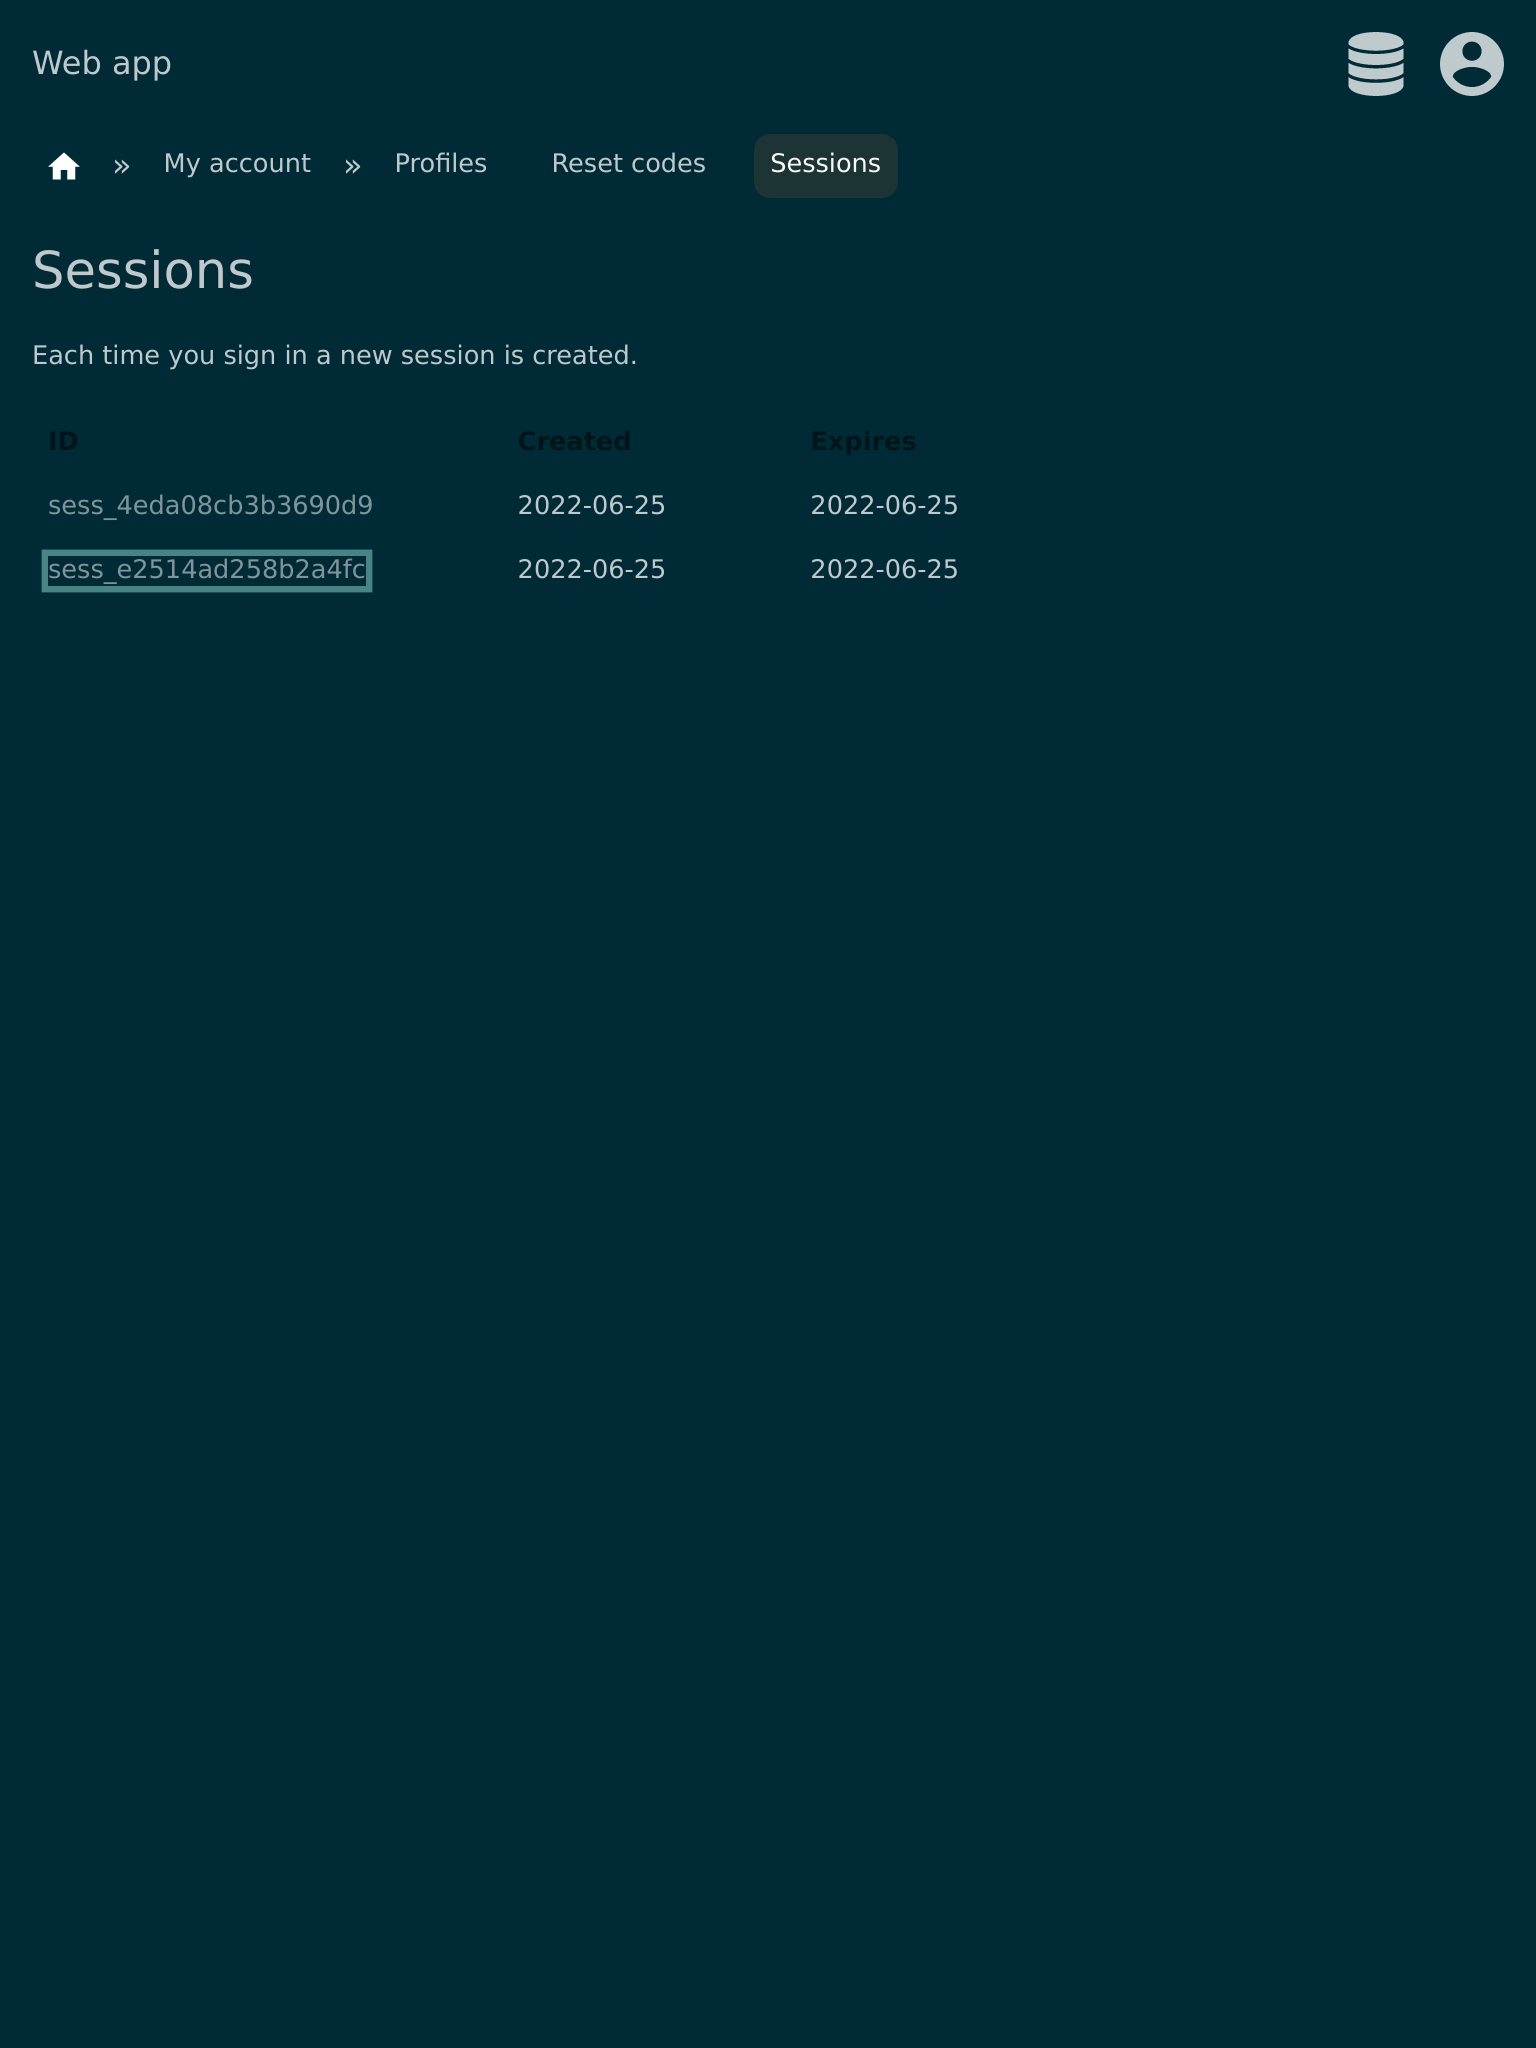 Web app
» My account » Profiles Reset codes Sessions
Sessions
Each time you sign in a new session is created.
ID Created Expires
sess_4eda08cb3b3690d9 2022-06-25 2022-06-25
sess_e2514ad258b2a4fc 2022-06-25 2022-06-25